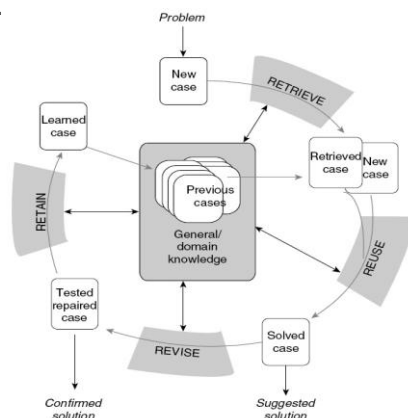 Problem
New
case
RETRIEVE
Learned
case
Retrieved
case
New
case
Previous
cases
RETAIN
General/
domain
knowledge
REUSE
Tested
repaired
case
REVISE
Solved
case
Confirmed
solution
Suggested
solution